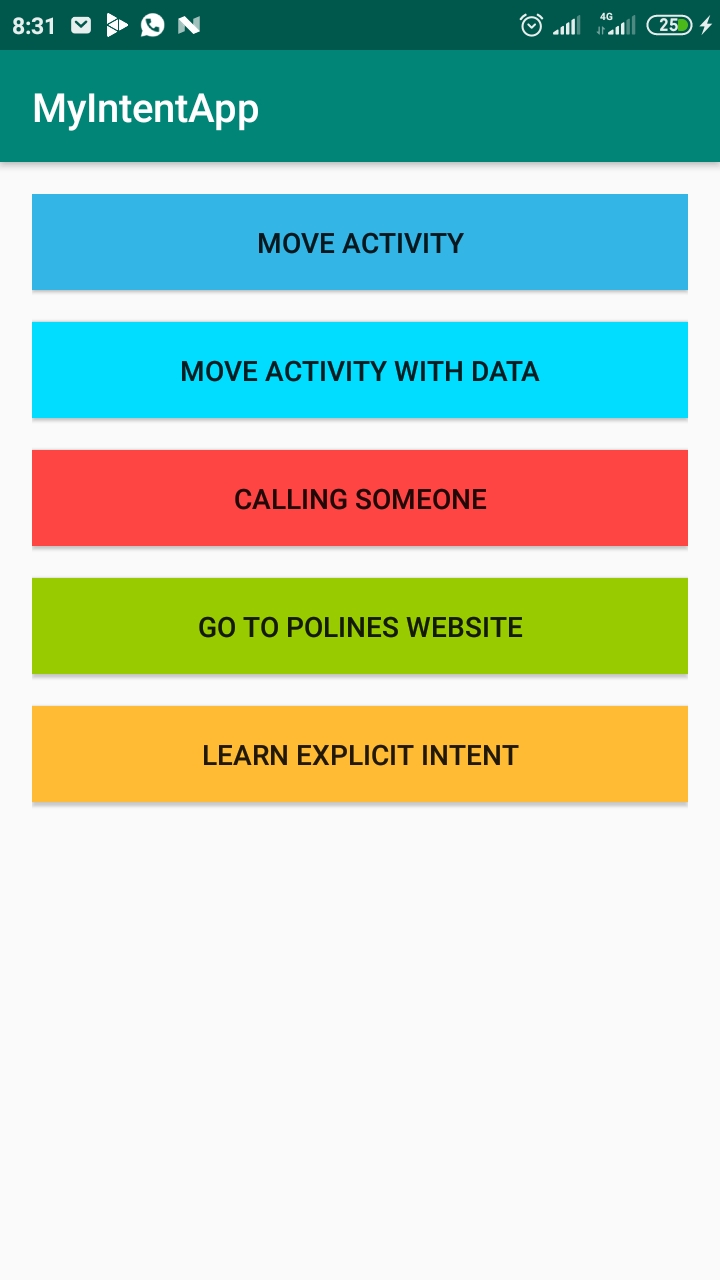 8:31 4G 25
MyIntentApp
MOVE ACTIVITY
MOVE ACTIVITY WITH DATA
CALLING SOMEONE
GO TO POLINES WEBSITE
LEARN EXPLICIT INTENT